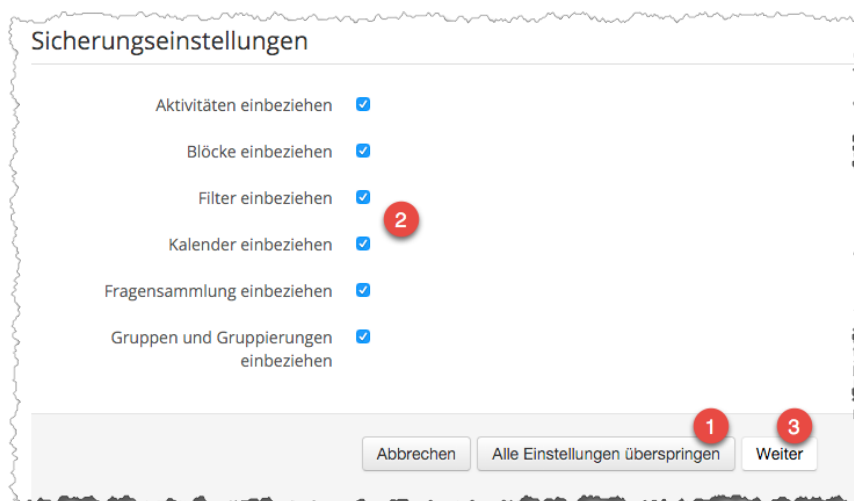 Sicherungseinstellungen
Aktivitäten einbeziehen
Blöcke einbeziehen
Filter einbeziehen
2
Kalender einbeziehen
Fragensammlung einbeziehen
Gruppen und Gruppierungen
einbeziehen
1 3
Abbrechen Alle Einstellungen überspringen Weiter